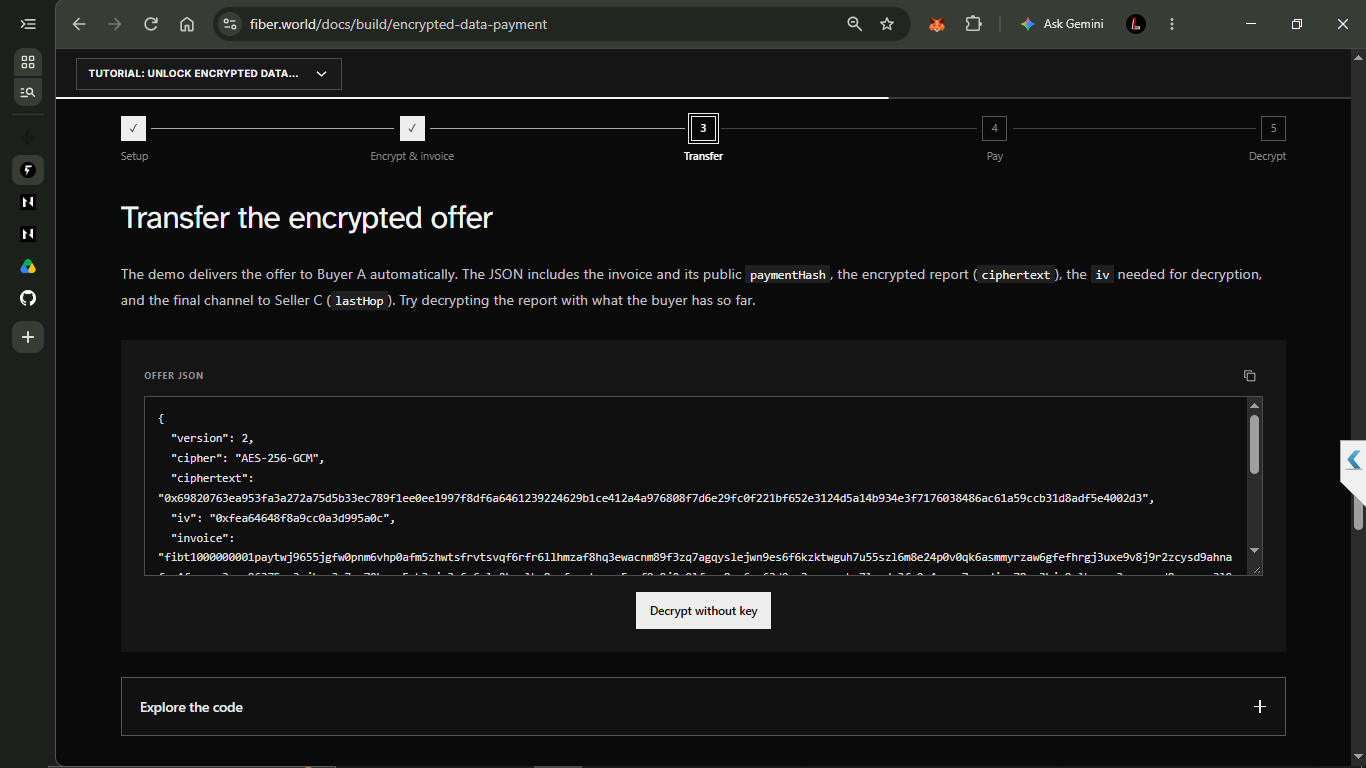 fiber.world/docs/build/encrypted-data-payment
Ask Gemini
TUTORIAL: UNLOCK ENCRYPTED DATA...
✓ ✓ 3 4 5
Setup Encrypt & invoice Transfer Pay Decrypt
Transfer the encrypted offer
The demo delivers the offer to Buyer A automatically. The JSON includes the invoice and its public paymentHash, the encrypted report (ciphertext), the iv needed for decryption,
and the final channel to Seller C (lastHop). Try decrypting the report with what the buyer has so far.
OFFER JSON
{
"version": 2,
"cipher": "AES-256-GCM",
"ciphertext":
"0x69820763ea953fa3a272a75d5b33ec789f1ee0ee1997f8df6a6461239224629b1ce412a4a976808f7d6e29fc0f221bf652e3124d5a14b934e3f7176038486ac61a59ccb31d8adf5e4002d3",
"iv": "0xfea64648f8a9cc0a3d995a0c",
"invoice":
"fibt1000000001paytwj9655jgfw0pnm6vhp0afm5zhwtsfrvtsvqf6rfr6llhmzaf8hq3ewacnm89f3zq7agqyslejwn9es6f6kzktwguh7u55szl6m8e24p0v0qk6asmmyrzaw6gfefhrgj3uxe9v8j9r2zcysd9ahna
Decrypt without key
Explore the code